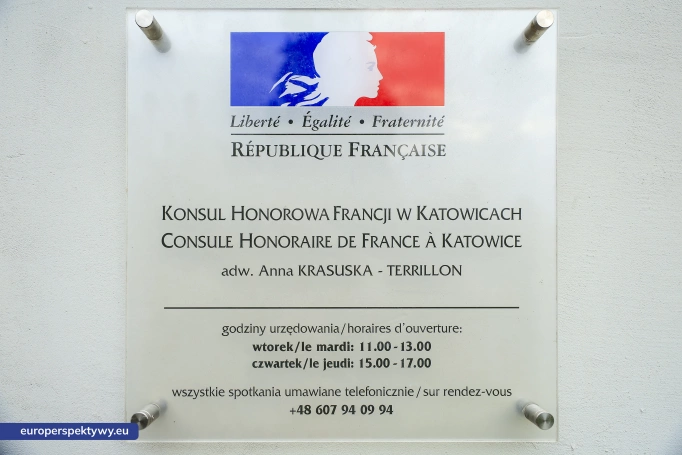 Liberté • Égalité • Fraternité
RÉPUBLIQUE FRANÇAISE
KONSUL HONOROWA FRANCJI W KATOWICACH
CONSULE HONORAIRE DE FRANCE À KATOWICE
adw. Anna KRASUSKA - TERRILLON
godziny urzędowania/horaires d'ouverture:
wtorek/le mardi: 11.00-13.00
czwartek/le jeudi: 15.00-17.00
wszystkie spotkania umawiane telefonicznie/sur rendez-vous
+48 607 94 09 94
europerspektywy.eu